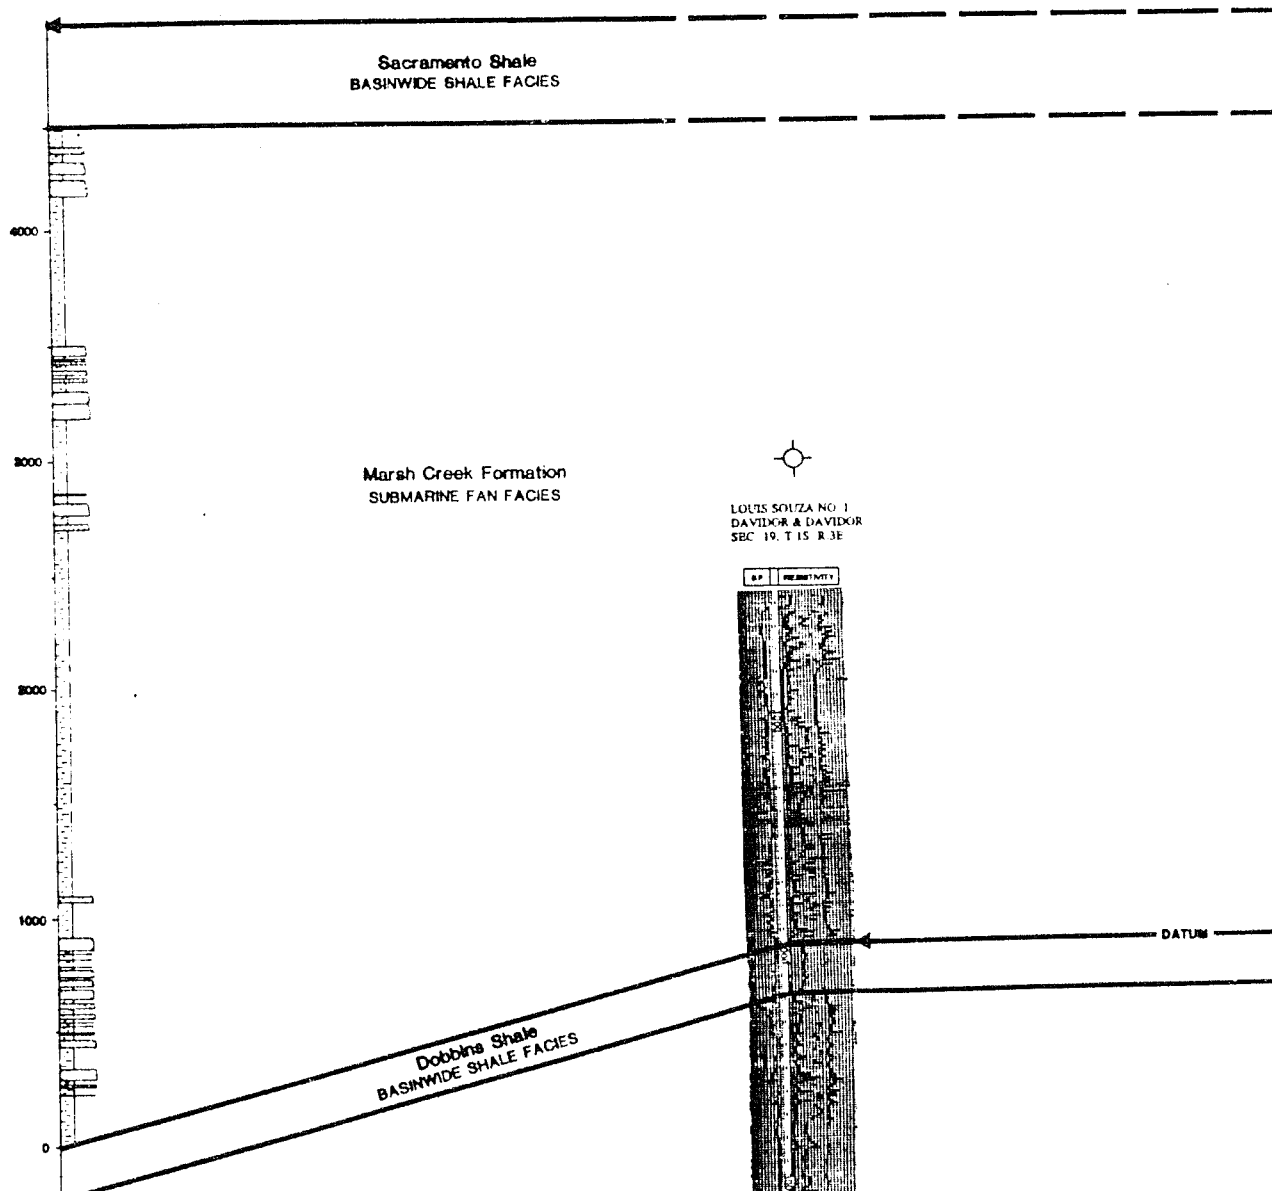 Sacramento Shale
BASINWIDE SHALE FACIES
4000
3000
Marsh Creek Formation
SUBMARINE FAN FACIES
LOUIS SOUZA NO. 1
DAVIDOR & DAVIDOR
SEC. 19, T.1S. R.3E
S.P. RESISTIVITY
2000
1000
DATUM
Dobbins Shale
BASINWIDE SHALE FACIES
0